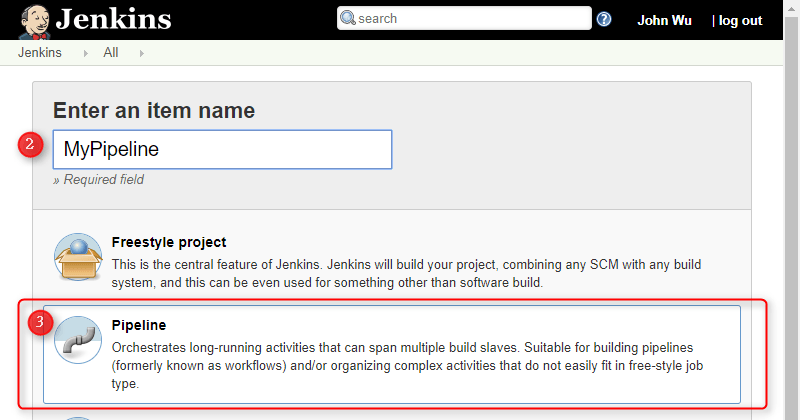 Jenkins
search
?
John Wu
| log out
Jenkins
All
Enter an item name
2
MyPipeline
» Required field
Freestyle project
This is the central feature of Jenkins. Jenkins will build your project, combining any SCM with any build
system, and this can be even used for something other than software build.
3
Pipeline
Orchestrates long-running activities that can span multiple build slaves. Suitable for building pipelines
(formerly known as workflows) and/or organizing complex activities that do not easily fit in free-style job
type.